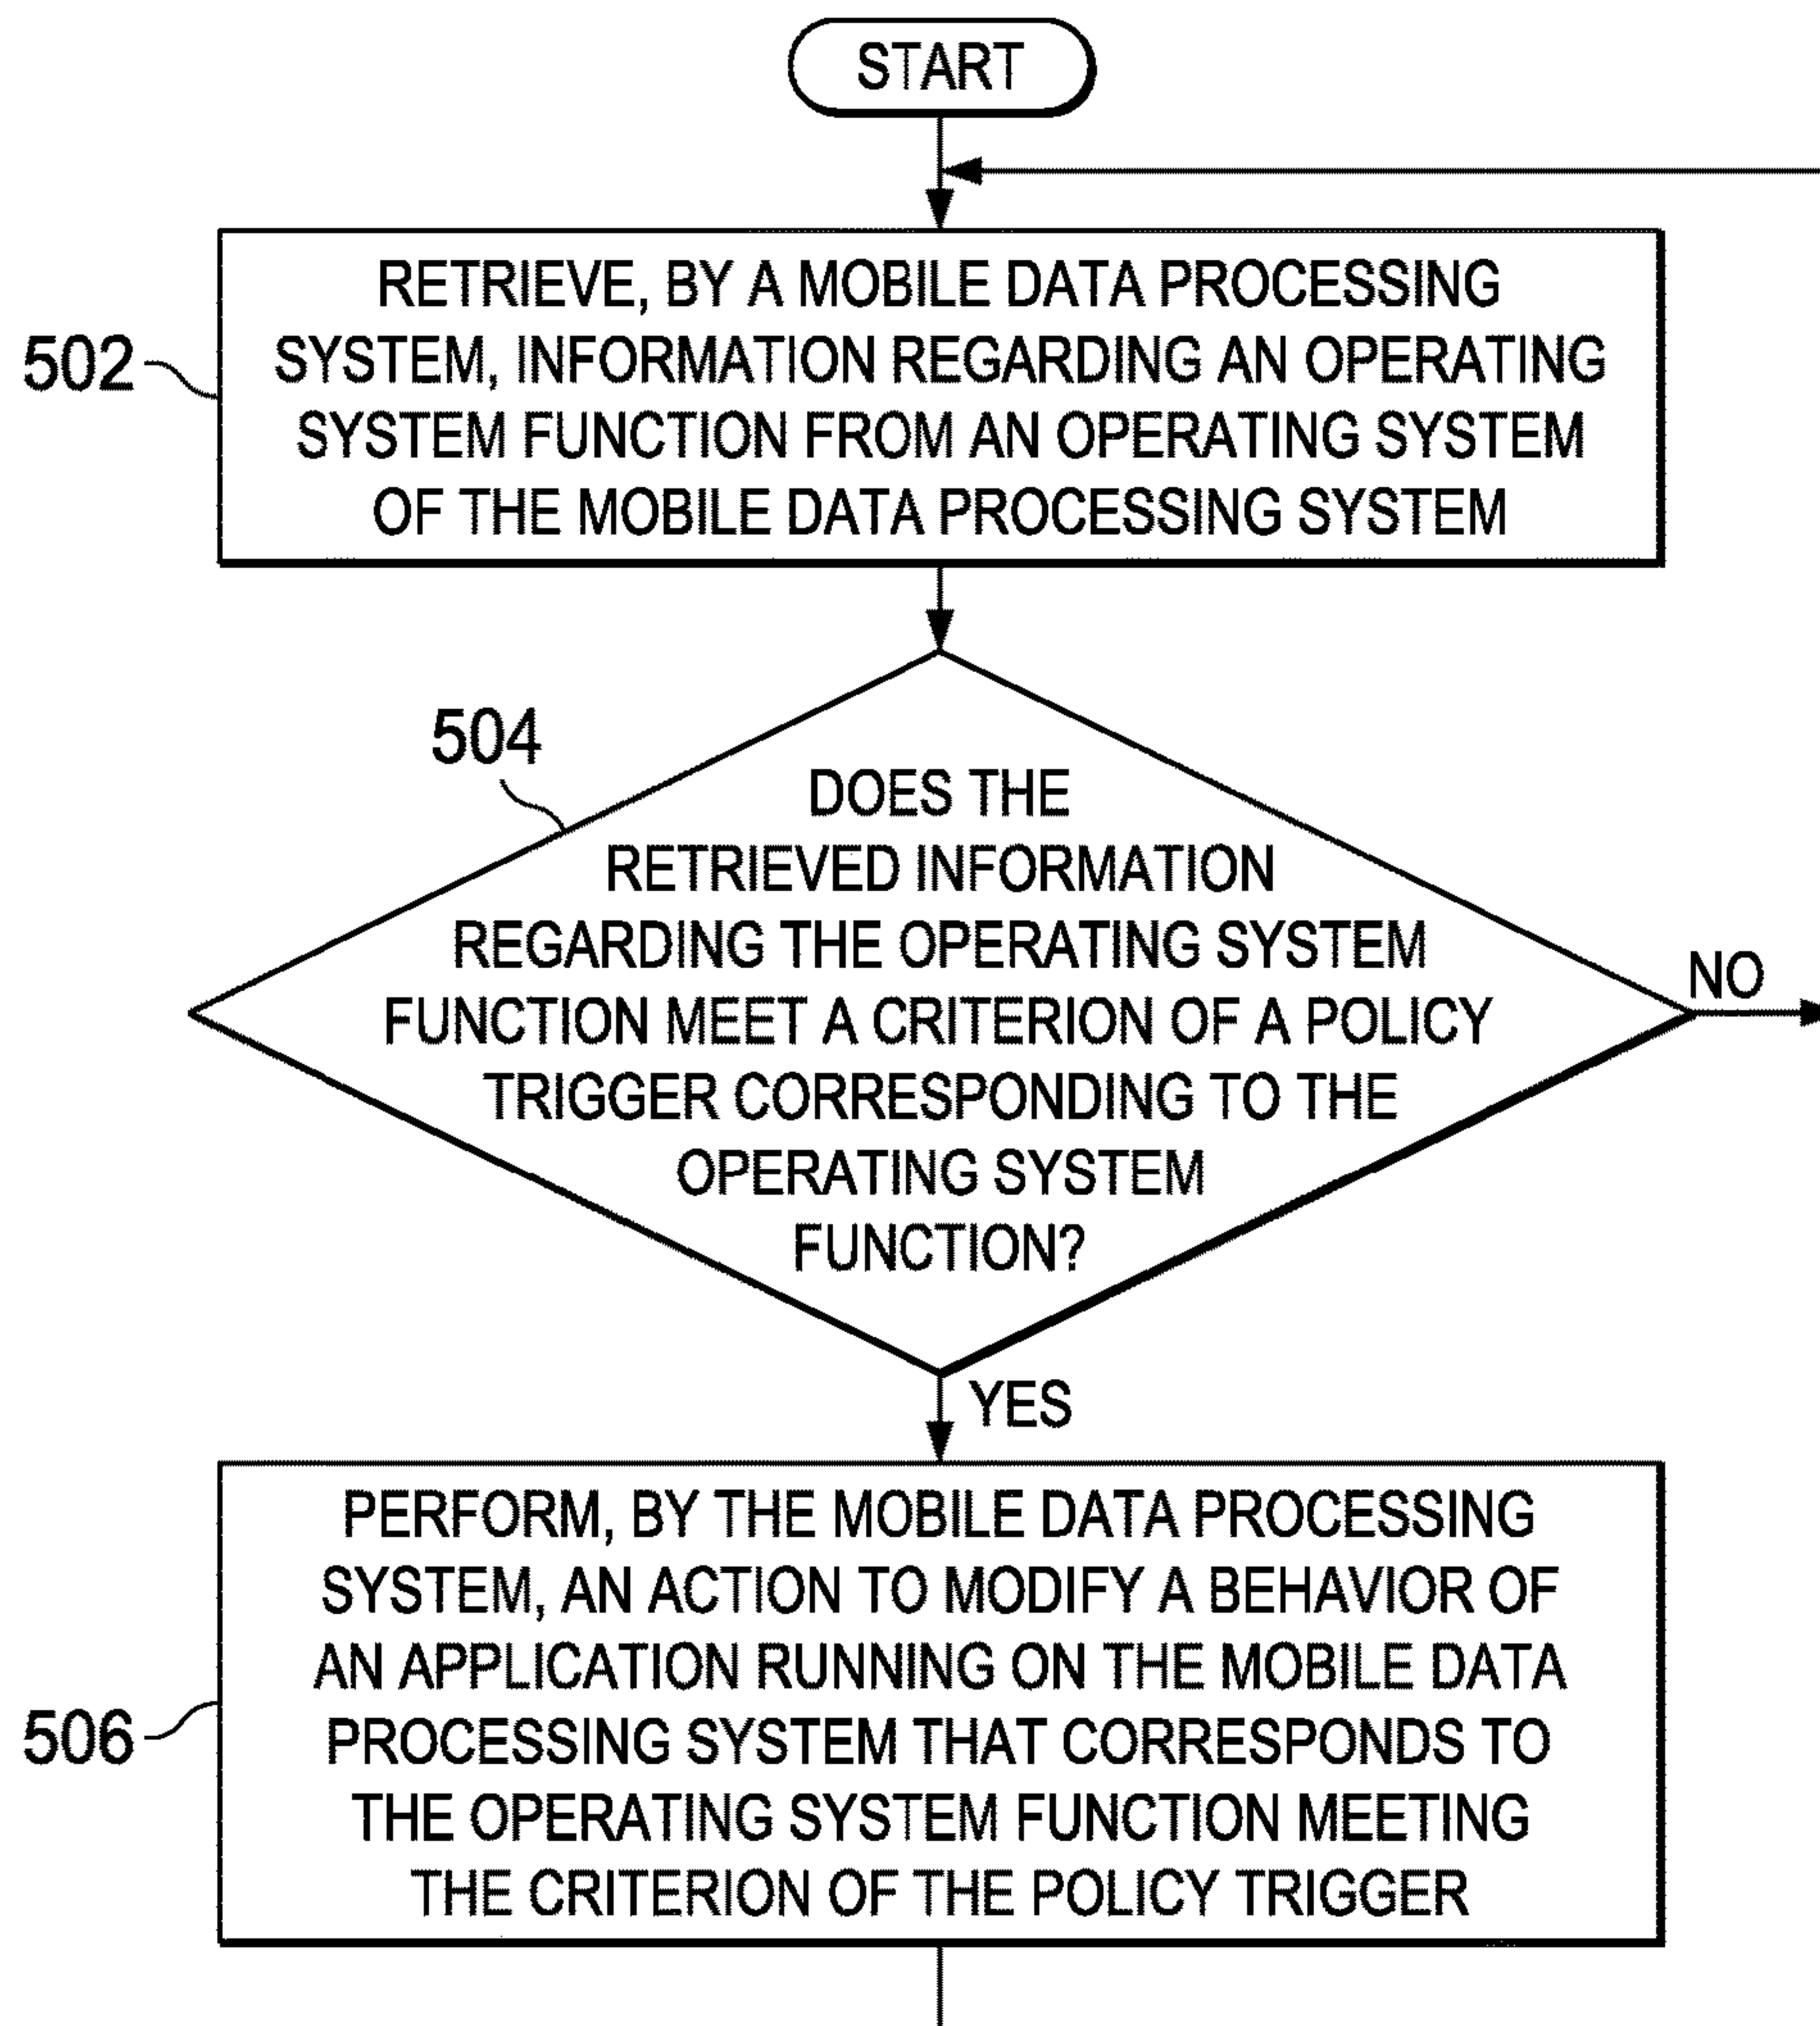 START
RETRIEVE, BY A MOBILE DATA PROCESSING
SYSTEM, INFORMATION REGARDING AN OPERATING
SYSTEM FUNCTION FROM AN OPERATING SYSTEM
OF THE MOBILE DATA PROCESSING SYSTEM
502
504
DOES THE
RETRIEVED INFORMATION
REGARDING THE OPERATING SYSTEM
FUNCTION MEET A CRITERION OF A POLICY
TRIGGER CORRESPONDING TO THE
OPERATING SYSTEM
FUNCTION?
NO
YES
PERFORM, BY THE MOBILE DATA PROCESSING
SYSTEM, AN ACTION TO MODIFY A BEHAVIOR OF
AN APPLICATION RUNNING ON THE MOBILE DATA
PROCESSING SYSTEM THAT CORRESPONDS TO
THE OPERATING SYSTEM FUNCTION MEETING
THE CRITERION OF THE POLICY TRIGGER
506